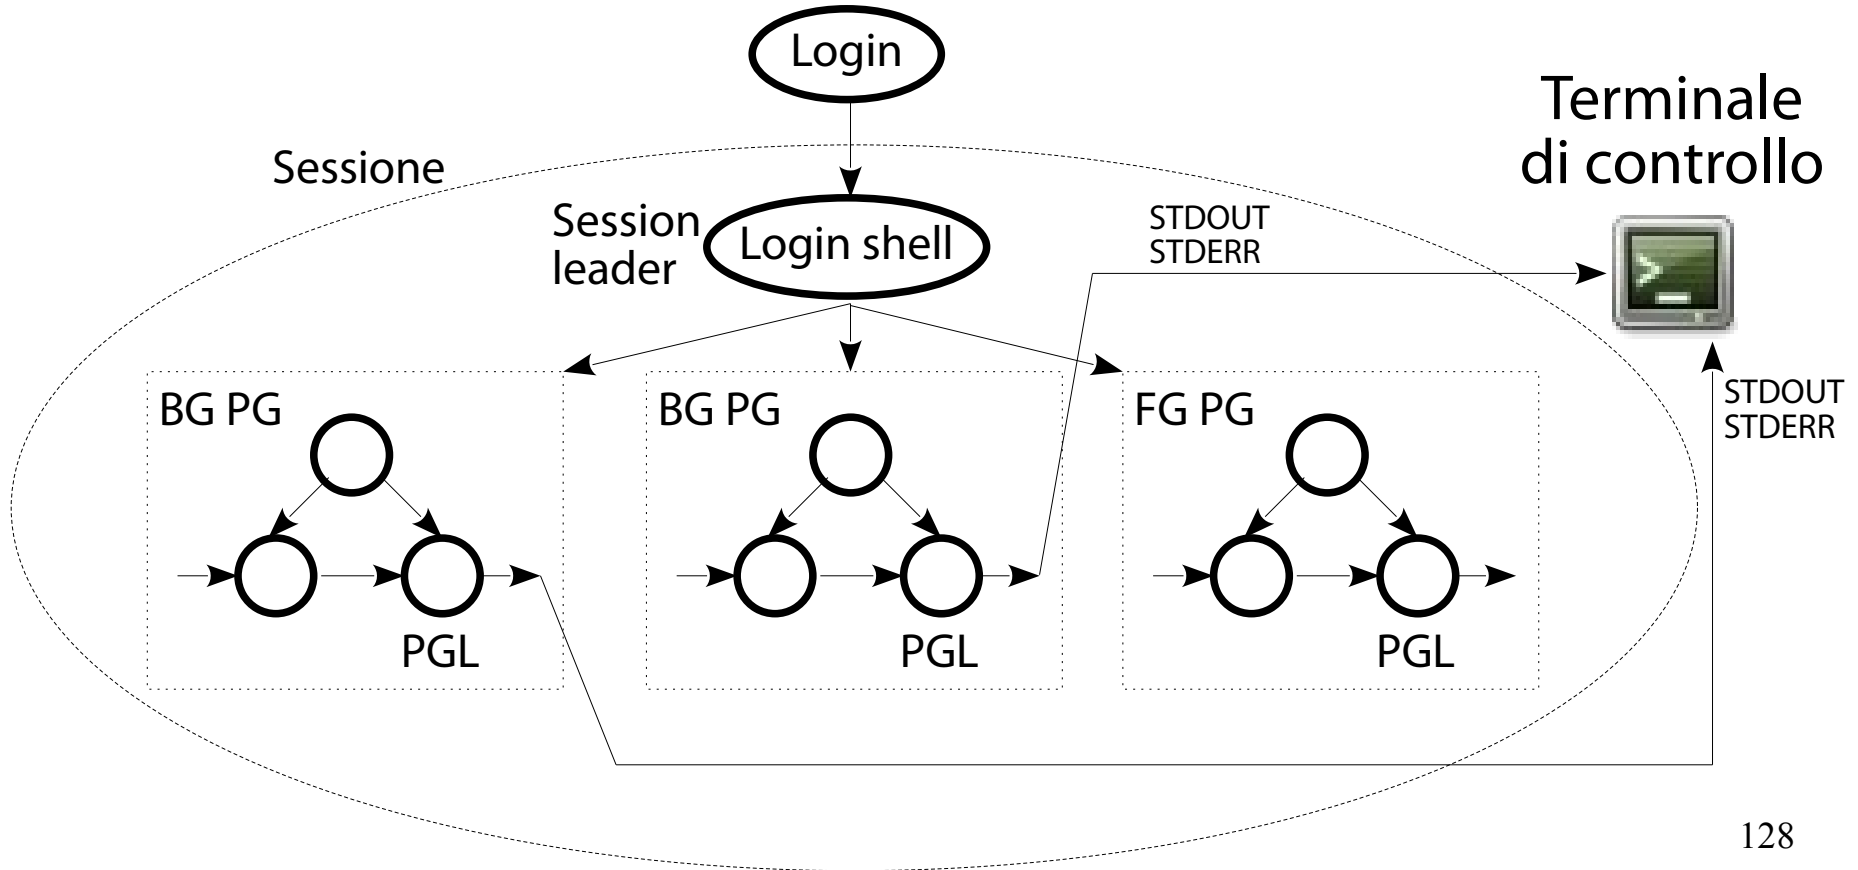 Login
Terminale
di controllo
Sessione
Session
leader
Login shell
STDOUT
STDERR
BG PG
BG PG
FG PG
STDOUT
STDERR
PGL
PGL
PGL
128